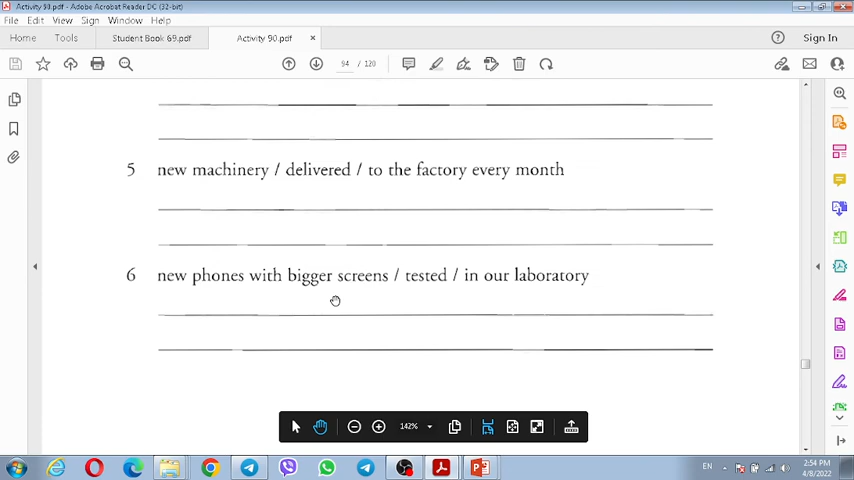 Activity 90.pdf - Adobe Acrobat Reader DC (32-bit)
File Edit View Sign Window Help
Home Tools Student Book 69.pdf Activity 90.pdf × Sign In
94 / 120
5 new machinery / delivered / to the factory every month
6 new phones with bigger screens / tested / in our laboratory
142%
EN 2:54 PM
4/8/2022